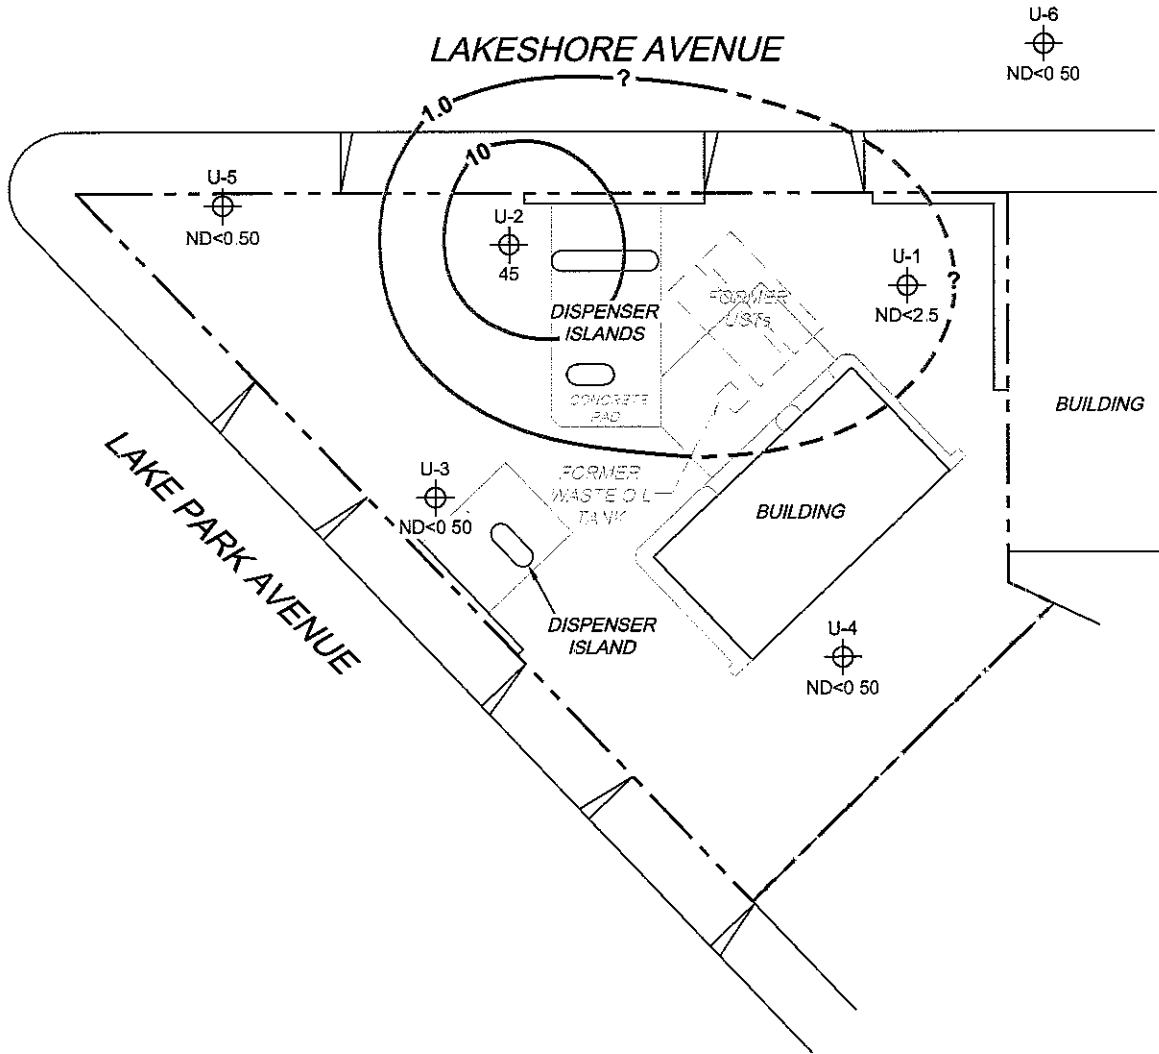 U-6
ND<0 50
LAKESHORE AVENUE
?
1.0
10
U-5
ND<0.50
U-2
45
U-1
ND<2.5
?
FORMER
USTs
DISPENSER
ISLANDS
CONCRETE
PAD
BUILDING
LAKE PARK AVENUE
U-3
ND<0 50
FORMER
WASTE OIL
TANK
BUILDING
DISPENSER
ISLAND
U-4
ND<0 50